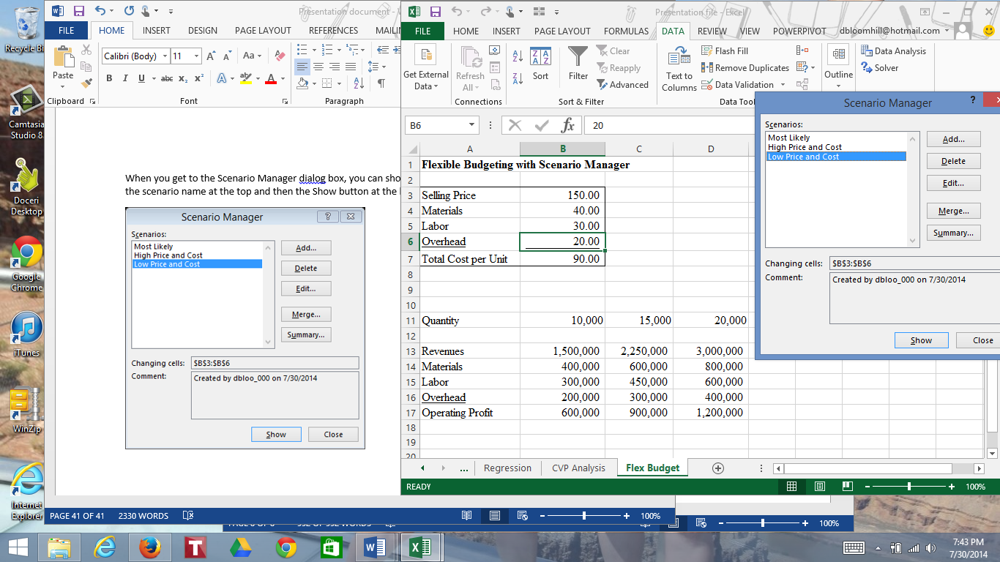 Recycle Bi
Camtasia
Studio 8
Doceri
Desktop
Google
Chrome
iTunes
WinZip
Internet
Explorer
Presentation document - W
FILE HOME INSERT DESIGN PAGE LAYOUT REFERENCES MAILI
Paste
Calibri (Body) 11
A A Aa
B I U abc x₂ x² A ab A
Clipboard Font Paragraph
When you get to the Scenario Manager dialog box, you can sho
the scenario name at the top and then the Show button at the
Scenario Manager ?
Scenarios:
Most Likely
High Price and Cost
Low Price and Cost
Add...
Delete
Edit...
Merge...
Summary...
Changing cells: $B$3:$B$6
Comment: Created by dbloo_000 on 7/30/2014
Show Close
PAGE 41 OF 41 2330 WORDS 100%
100%
Presentation file - Excel
FILE HOME INSERT PAGE LAYOUT FORMULAS DATA REVIEW VIEW POWERPIVOT dbloomhill@hotmail.com
Get External
Data
Refresh
All
Connections
Sort
Filter
Clear
Reapply
Advanced
Sort & Filter
Text to
Columns
Flash Fill
Remove Duplicates
Data Validation
Data Tool
Outline
Data Analysis
Solver
B6 fx 20
A B C D
1 Flexible Budgeting with Scenario Manager
2
3 Selling Price 150.00
4 Materials 40.00
5 Labor 30.00
6 Overhead 20.00
7 Total Cost per Unit 90.00
8
9
10
11 Quantity 10,000 15,000 20,000
12
13 Revenues 1,500,000 2,250,000 3,000,000
14 Materials 400,000 600,000 800,000
15 Labor 300,000 450,000 600,000
16 Overhead 200,000 300,000 400,000
17 Operating Profit 600,000 900,000 1,200,000
18
19
20
... Regression CVP Analysis Flex Budget
READY 100%
Scenario Manager ?
Scenarios:
Most Likely
High Price and Cost
Low Price and Cost
Add...
Delete
Edit...
Merge...
Summary...
Changing cells: $B$3:$B$6
Comment: Created by dbloo_000 on 7/30/2014
Show Close
7:43 PM
7/30/2014